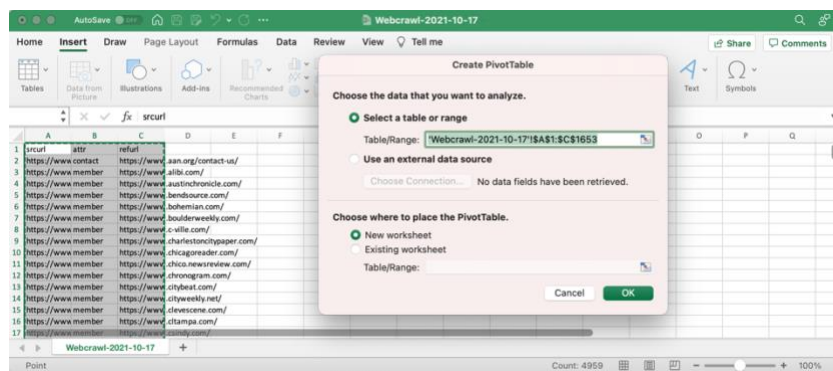 AutoSave OFF Webcrawl-2021-10-17
Home Insert Draw Page Layout Formulas Data Review View Tell me Share Comments
Tables Data from Picture Illustrations Add-ins Recommended Charts Text Symbols
fx srcurl
A B C D E F O P Q
1 srcurl attr refurl
2 https://www contact https://www.aan.org/contact-us/
3 https://www member https://www.alibi.com/
4 https://www member https://www.austinchronicle.com/
5 https://www member https://www.bendsource.com/
6 https://www member https://www.bohemian.com/
7 https://www member https://www.boulderweekly.com/
8 https://www member https://www.c-ville.com/
9 https://www member https://www.charlestoncitypaper.com/
10 https://www member https://www.chicagoreader.com/
11 https://www member https://www.chico.newsreview.com/
12 https://www member https://www.chronogram.com/
13 https://www member https://www.citybeat.com/
14 https://www member https://www.cityweekly.net/
15 https://www member https://www.clevescene.com/
16 https://www member https://www.cltampa.com/
17 https://www member https://www.csindy.com/
Create PivotTable
Choose the data that you want to analyze.
Select a table or range
Table/Range: 'Webcrawl-2021-10-17'!$A$1:$C$1653
Use an external data source
Choose Connection... No data fields have been retrieved.
Choose where to place the PivotTable.
New worksheet
Existing worksheet
Table/Range:
Cancel OK
Webcrawl-2021-10-17 +
Point Count: 4959 100%